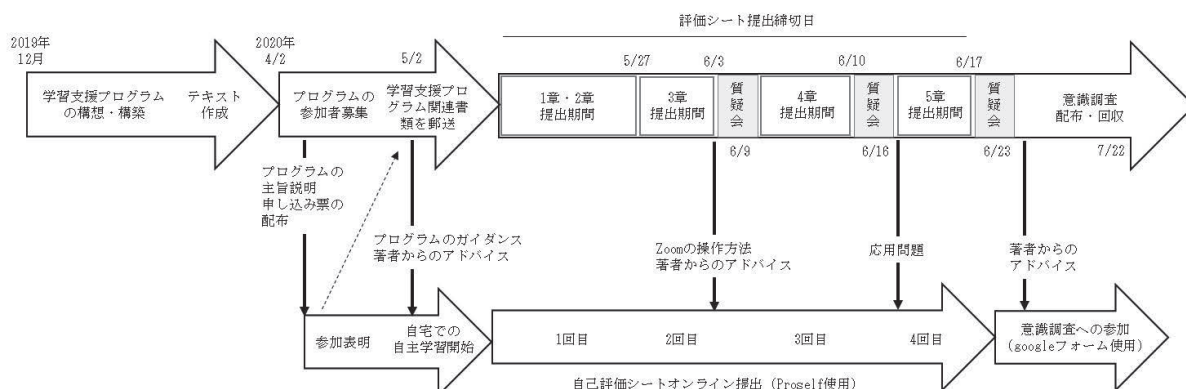 評価シート提出締切日
2019年
12月
2020年
4/2
5/2
5/27
6/3
6/10
6/17
学習支援プログラム
の構想・構築
テキスト
作成
プログラムの
参加者募集
学習支援プロ
グラム関連書
類を郵送
1章・2章
提出期間
3章
提出期間
質疑会
4章
提出期間
質疑会
5章
提出期間
質疑会
意識調査
配布・回収
6/9
6/16
6/23
7/22
プログラムの
主旨説明
申し込み票の
配布
プログラムのガイダンス
著者からのアドバイス
Zoomの操作方法
著者からのアドバイス
応用問題
著者からの
アドバイス
参加表明
自宅での
自主学習開始
1回目
2回目
3回目
4回目
意識調査への参加
(googleフォーム使用)
自己評価シートオンライン提出（Proself使用）